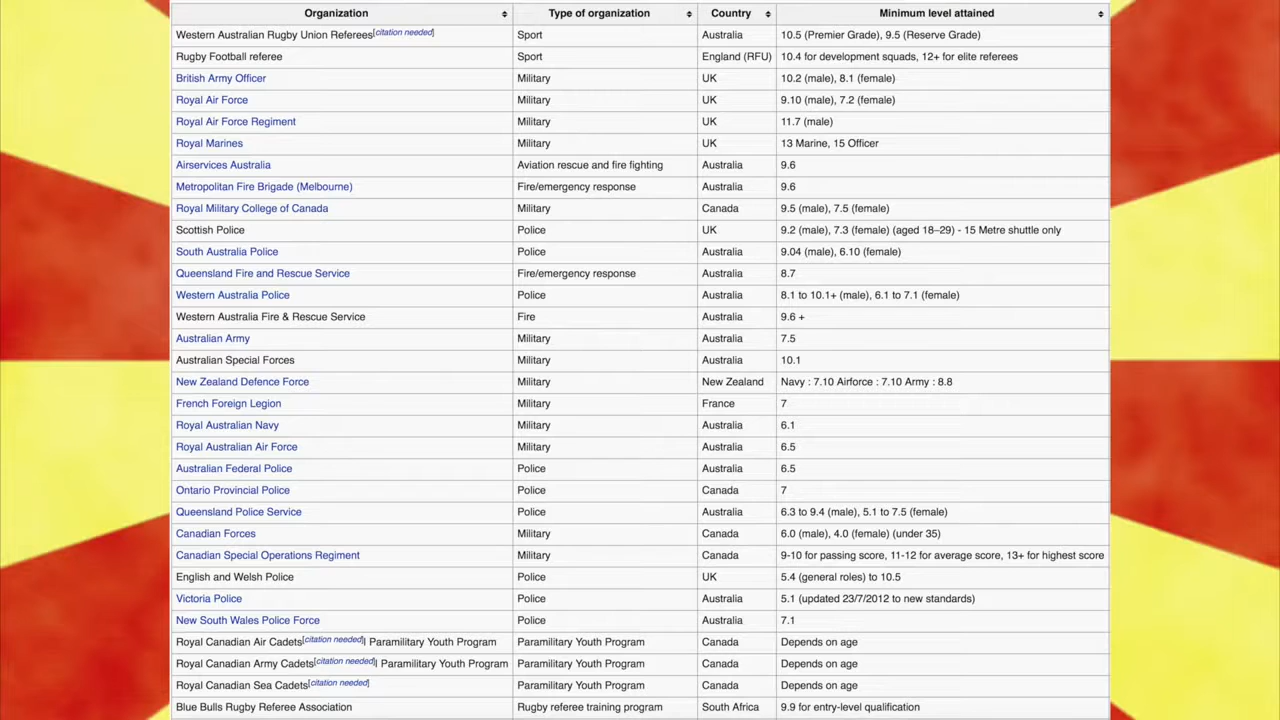 Organization Type of organization Country Minimum level attained
Western Australian Rugby Union Referees[citation needed] Sport Australia 10.5 (Premier Grade), 9.5 (Reserve Grade)
Rugby Football referee Sport England (RFU) 10.4 for development squads, 12+ for elite referees
British Army Officer Military UK 10.2 (male), 8.1 (female)
Royal Air Force Military UK 9.10 (male), 7.2 (female)
Royal Air Force Regiment Military UK 11.7 (male)
Royal Marines Military UK 13 Marine, 15 Officer
Airservices Australia Aviation rescue and fire fighting Australia 9.6
Metropolitan Fire Brigade (Melbourne) Fire/emergency response Australia 9.6
Royal Military College of Canada Military Canada 9.5 (male), 7.5 (female)
Scottish Police Police UK 9.2 (male), 7.3 (female) (aged 18–29) - 15 Metre shuttle only
South Australia Police Police Australia 9.04 (male), 6.10 (female)
Queensland Fire and Rescue Service Fire/emergency response Australia 8.7
Western Australia Police Police Australia 8.1 to 10.1+ (male), 6.1 to 7.1 (female)
Western Australia Fire & Rescue Service Fire Australia 9.6 +
Australian Army Military Australia 7.5
Australian Special Forces Military Australia 10.1
New Zealand Defence Force Military New Zealand Navy : 7.10 Airforce : 7.10 Army : 8.8
French Foreign Legion Military France 7
Royal Australian Navy Military Australia 6.1
Royal Australian Air Force Military Australia 6.5
Australian Federal Police Police Australia 6.5
Ontario Provincial Police Police Canada 7
Queensland Police Service Police Australia 6.3 to 9.4 (male), 5.1 to 7.5 (female)
Canadian Forces Military Canada 6.0 (male), 4.0 (female) (under 35)
Canadian Special Operations Regiment Military Canada 9-10 for passing score, 11-12 for average score, 13+ for highest score
English and Welsh Police Police UK 5.4 (general roles) to 10.5
Victoria Police Police Australia 5.1 (updated 23/7/2012 to new standards)
New South Wales Police Force Police Australia 7.1
Royal Canadian Air Cadets[citation needed]| Paramilitary Youth Program Paramilitary Youth Program Canada Depends on age
Royal Canadian Army Cadets[citation needed]| Paramilitary Youth Program Paramilitary Youth Program Canada Depends on age
Royal Canadian Sea Cadets[citation needed] Paramilitary Youth Program Canada Depends on age
Blue Bulls Rugby Referee Association Rugby referee training program South Africa 9.9 for entry-level qualification